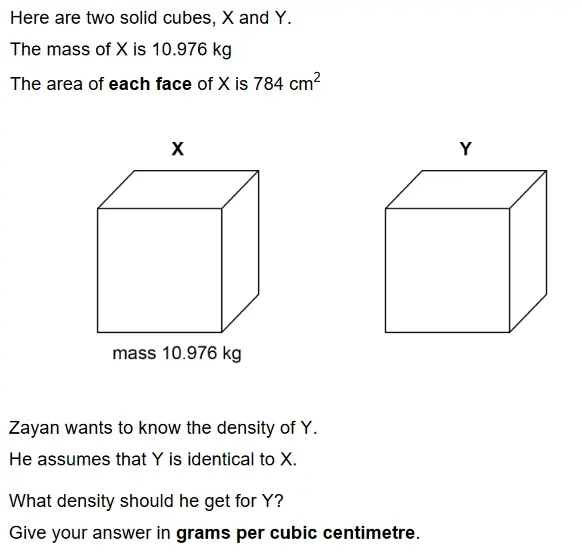 Here are two solid cubes, X and Y.
The mass of X is 10.976 kg
The area of each face of X is 784 cm²
X
Y
mass 10.976 kg
Zayan wants to know the density of Y.
He assumes that Y is identical to X.
What density should he get for Y?
Give your answer in grams per cubic centimetre.